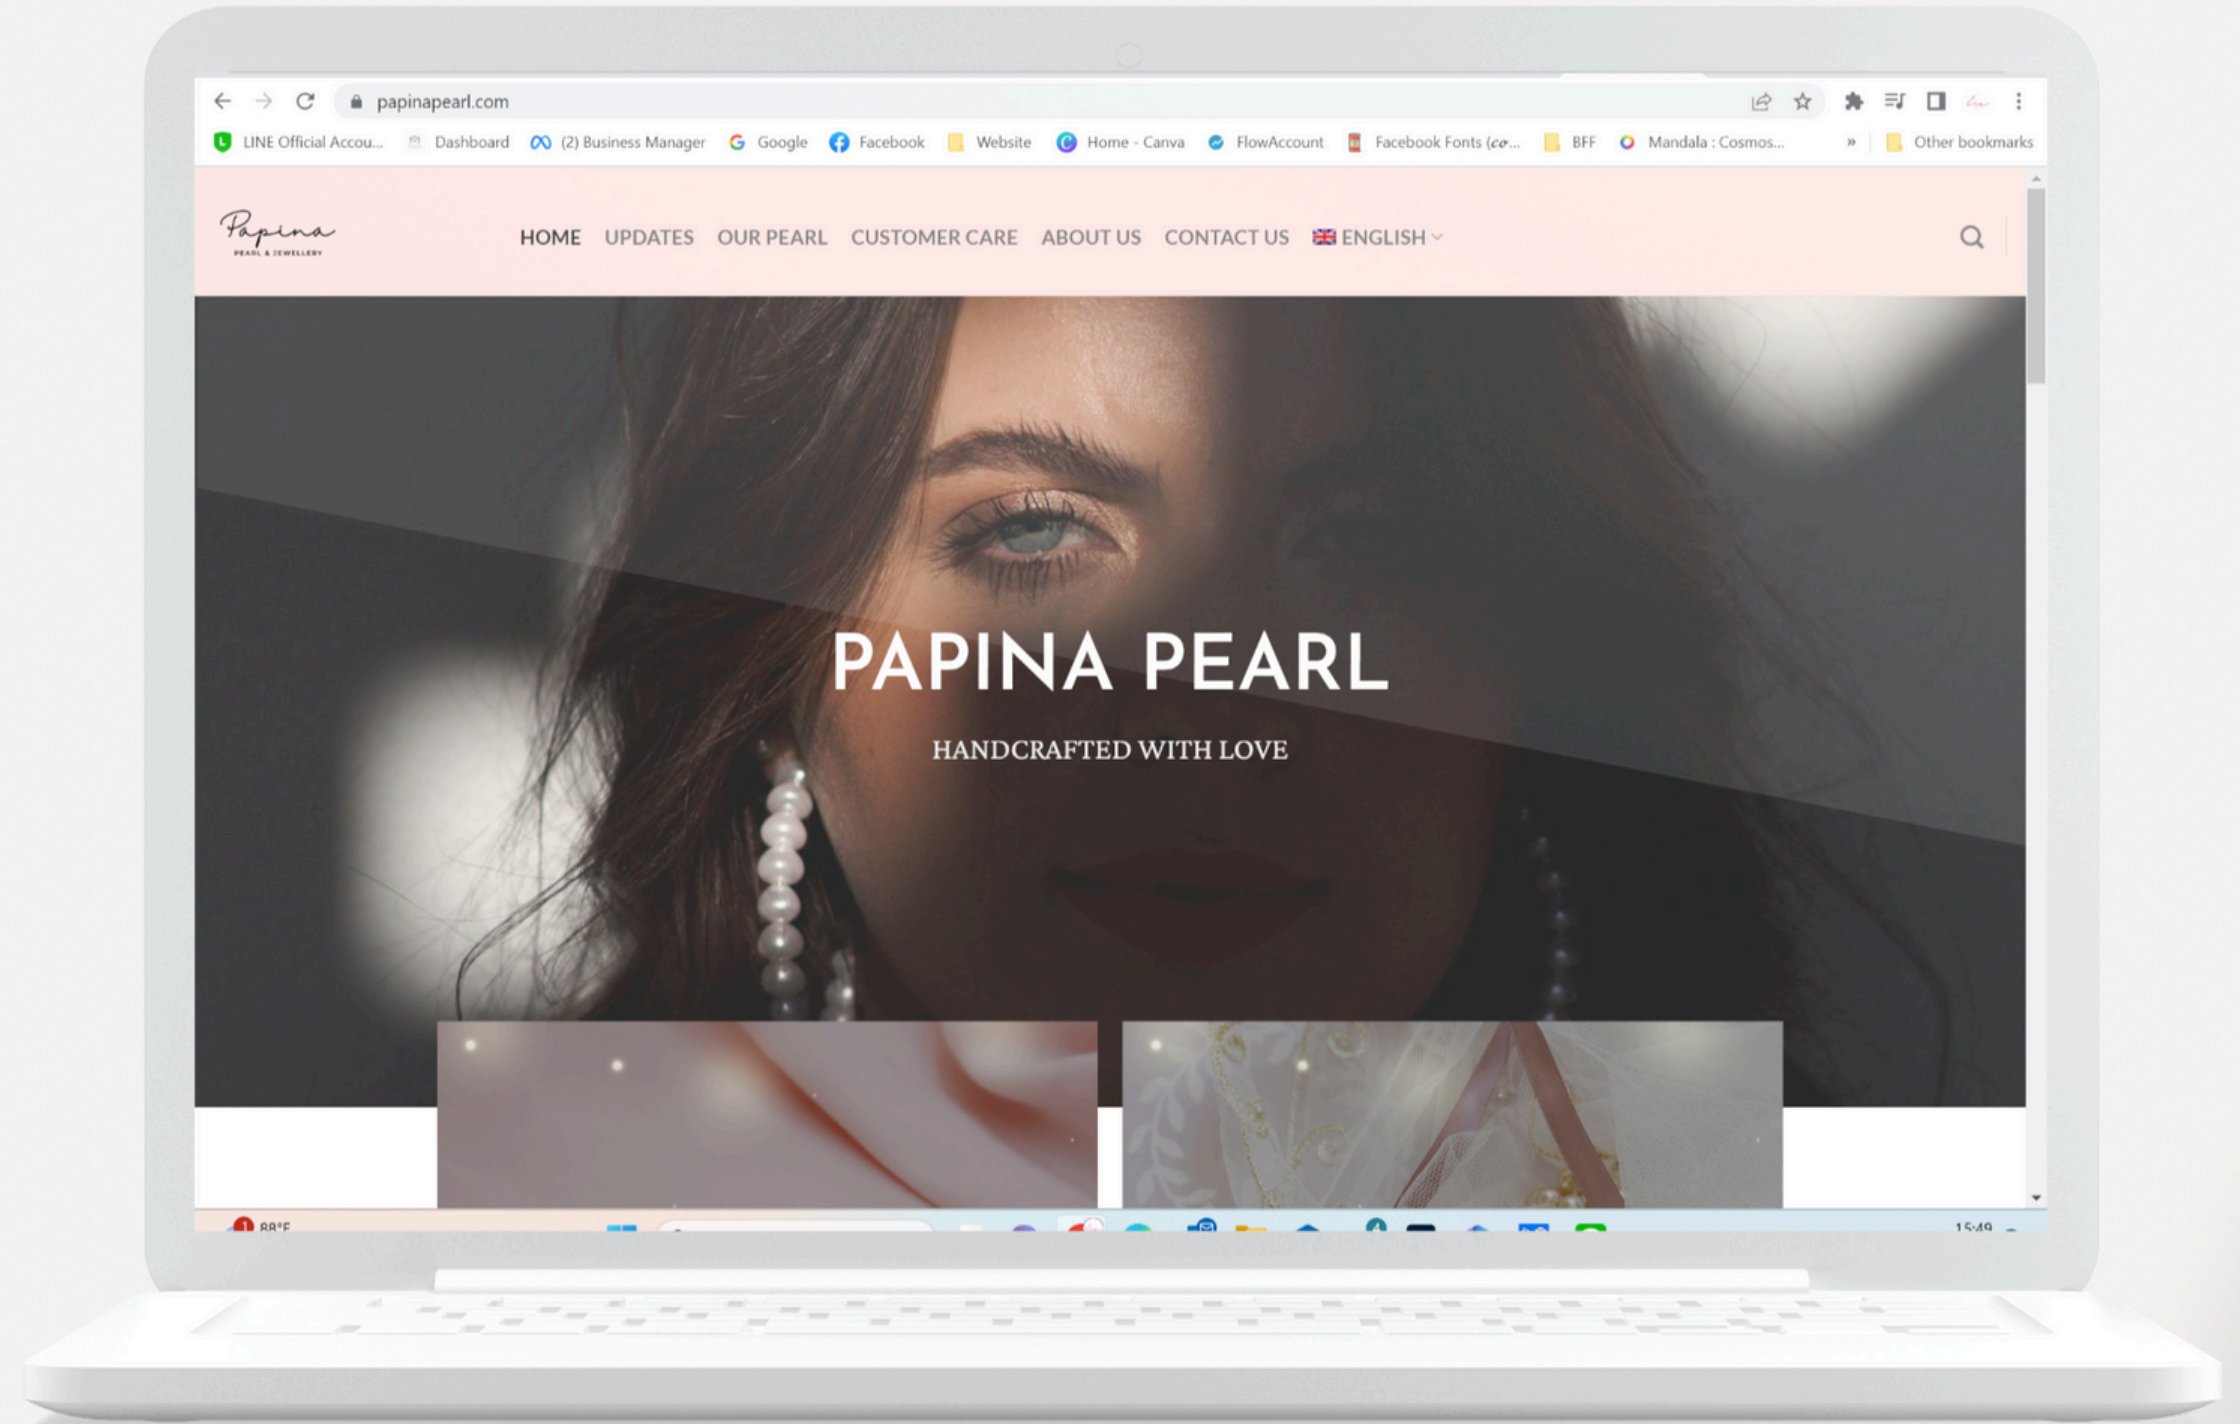 papinapearl.com
LINE Official Accou... Dashboard (2) Business Manager Google Facebook Website Home - Canva FlowAccount Facebook Fonts (𝒄𝒐... BFF Mandala : Cosmos... » Other bookmarks
Papina
PEARL & JEWELLERY
HOME UPDATES OUR PEARL CUSTOMER CARE ABOUT US CONTACT US ENGLISH
PAPINA PEARL
HANDCRAFTED WITH LOVE
1 88°F 4 15:49